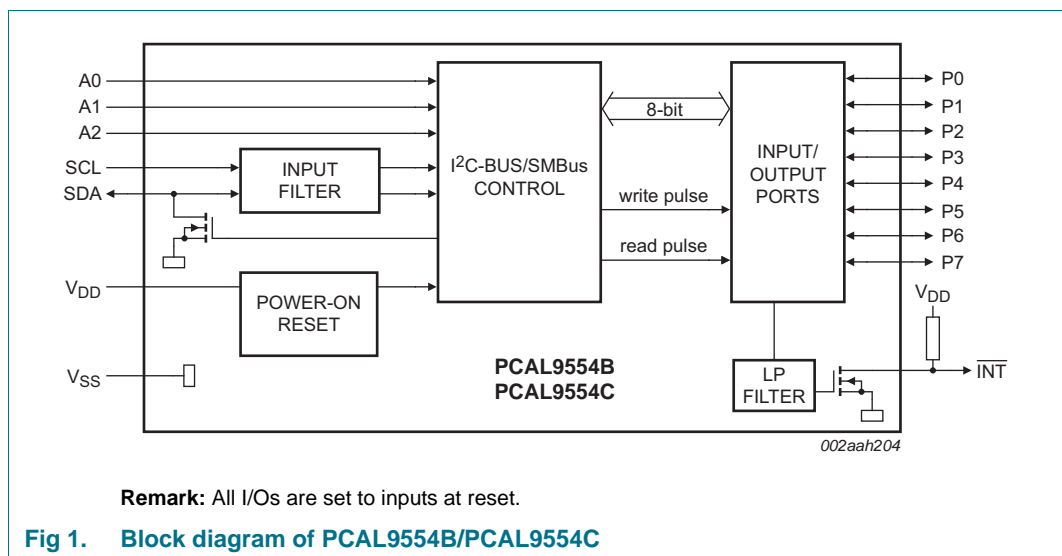 A0
A1
A2
SCL
SDA
VDD
VSS
INPUT
FILTER
POWER-ON
RESET
I2C-BUS/SMBus
CONTROL
8-bit
write pulse
read pulse
INPUT/
OUTPUT
PORTS
P0
P1
P2
P3
P4
P5
P6
P7
VDD
INT
LP
FILTER
PCAL9554B
PCAL9554C
002aah204
Remark: All I/Os are set to inputs at reset.
Fig 1. Block diagram of PCAL9554B/PCAL9554C